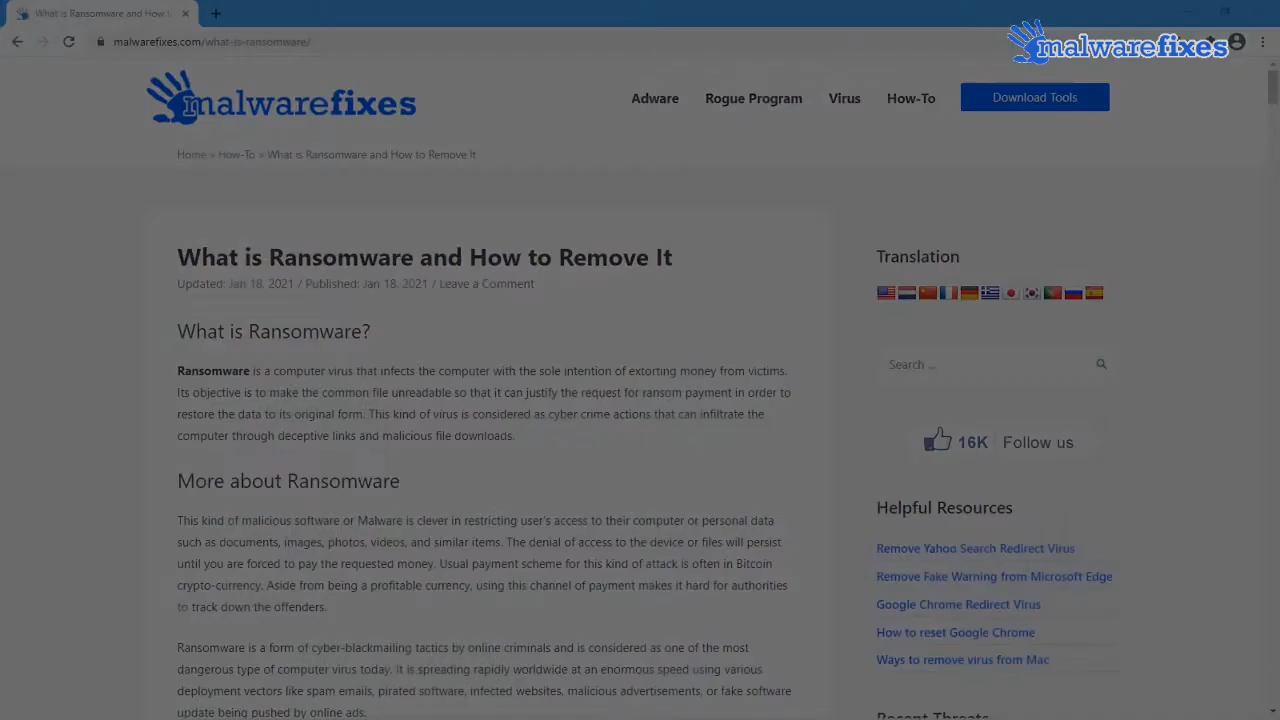 What is Ransomware and How t
malwarefixes.com/what-is-ransomware/
malwarefixes
malwarefixes
Adware
Rogue Program
Virus
How-To
Download Tools
Home » How-To » What is Ransomware and How to Remove It
What is Ransomware and How to Remove It
Updated: Jan 18, 2021 / Published: Jan 18, 2021 / Leave a Comment
What is Ransomware?
Ransomware is a computer virus that infects the computer with the sole intention of extorting money from victims.
Its objective is to make the common file unreadable so that it can justify the request for ransom payment in order to
restore the data to its original form. This kind of virus is considered as cyber crime actions that can infiltrate the
computer through deceptive links and malicious file downloads.
More about Ransomware
This kind of malicious software or Malware is clever in restricting user's access to their computer or personal data
such as documents, images, photos, videos, and similar items. The denial of access to the device or files will persist
until you are forced to pay the requested money. Usual payment scheme for this kind of attack is often in Bitcoin
crypto-currency. Aside from being a profitable currency, using this channel of payment makes it hard for authorities
to track down the offenders.
Ransomware is a form of cyber-blackmailing tactics by online criminals and is considered as one of the most
dangerous type of computer virus today. It is spreading rapidly worldwide at an enormous speed using various
deployment vectors like spam emails, pirated software, infected websites, malicious advertisements, or fake software
update being pushed by online ads.
Translation
Search ...
16K Follow us
Helpful Resources
Remove Yahoo Search Redirect Virus
Remove Fake Warning from Microsoft Edge
Google Chrome Redirect Virus
How to reset Google Chrome
Ways to remove virus from Mac
Recent Threats